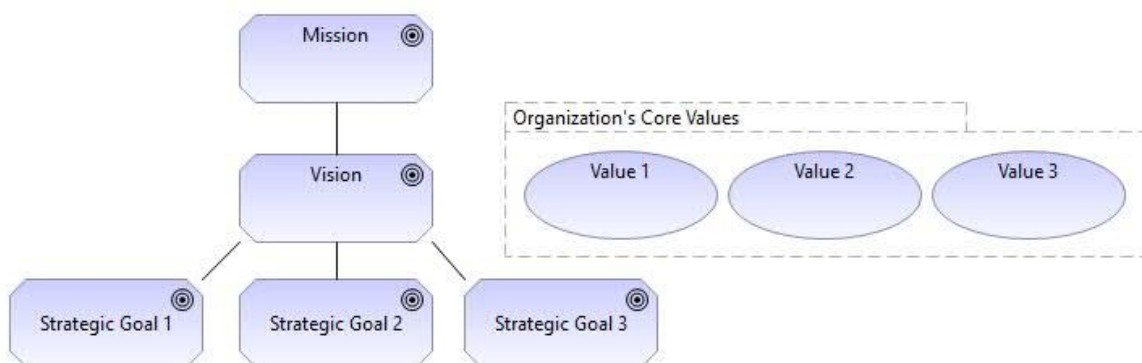 Mission
Organization's Core Values
Vision
Value 1
Value 2
Value 3
Strategic Goal 1
Strategic Goal 2
Strategic Goal 3